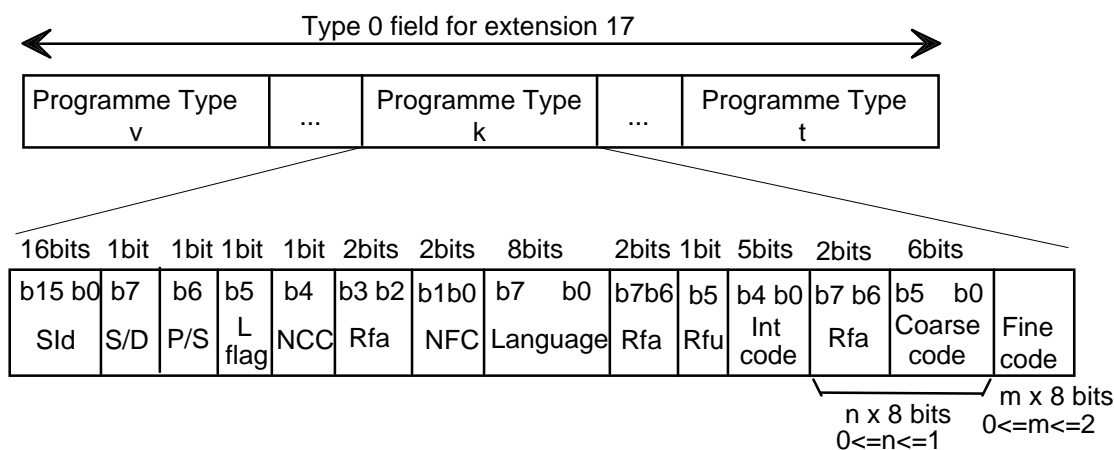 Type 0 field for extension 17
Programme Type ... Programme Type ... Programme Type
v k t
16bits 1bit 1bit 1bit 1bit 2bits 2bits 8bits 2bits 1bit 5bits 2bits 6bits
b15 b0 b7 b6 b5 b4 b3 b2 b1b0 b7 b0 b7b6 b5 b4 b0 b7 b6 b5 b0
SId S/D P/S L flag NCC Rfa NFC Language Rfa Rfu Int code Rfa Coarse code Fine code
n x 8 bits m x 8 bits
0<=n<=1 0<=m<=2